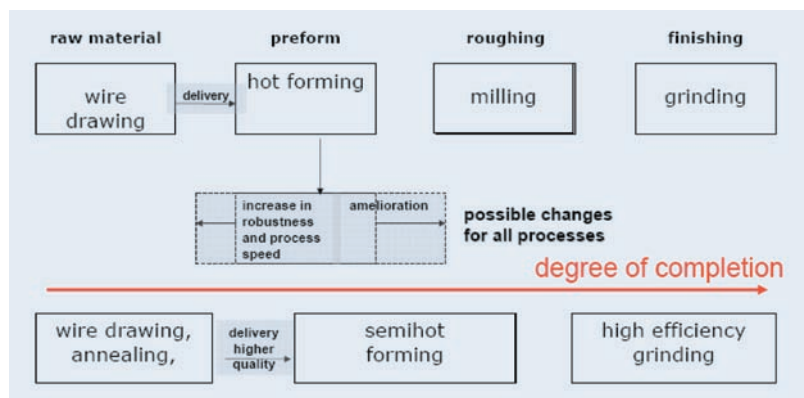 raw material
preform
roughing
finishing
wire
drawing
delivery
hot forming
milling
grinding
increase in
robustness
and process
speed
amelioration
possible changes
for all processes
degree of completion
wire drawing,
annealing,
delivery
higher
quality
semihot
forming
high efficiency
grinding